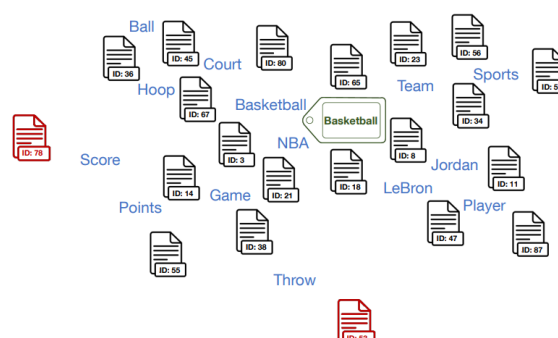 Ball
ID: 36
ID: 45
Court
ID: 80
ID: 65
ID: 23
Team
ID: 56
Sports
Hoop
ID: 67
Basketball
Basketball
ID: 34
ID: 78
Score
ID: 3
NBA
ID: 8
Jordan
ID: 11
Points
ID: 14
Game
ID: 21
ID: 18
LeBron
Player
ID: 55
ID: 38
ID: 47
ID: 87
Throw